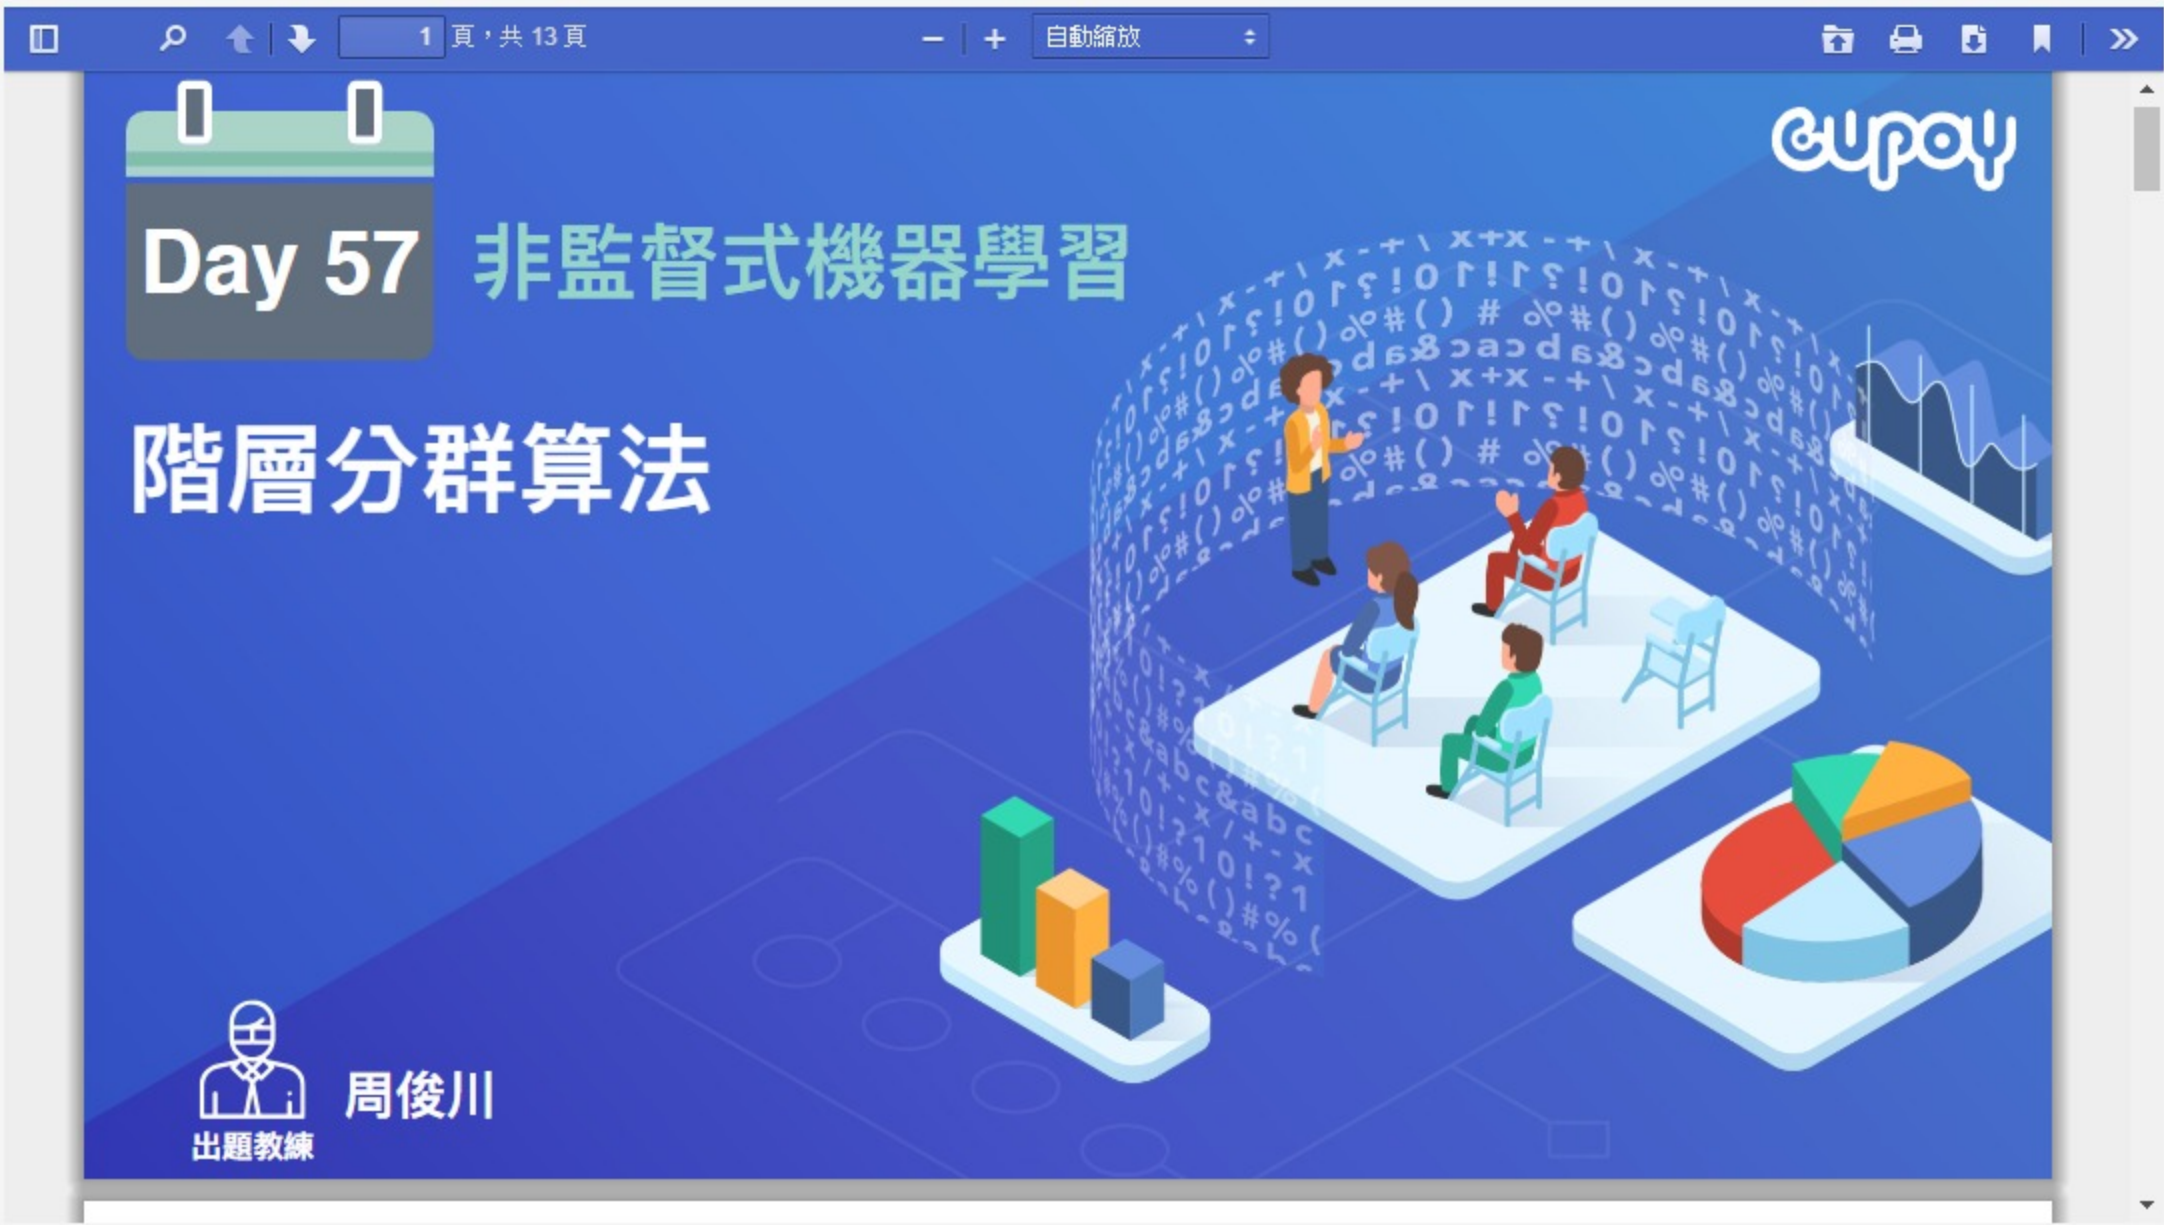 1 頁，共 13 頁
自動縮放
cupoy
Day 57
非監督式機器學習
階層分群算法
周俊川
出題教練